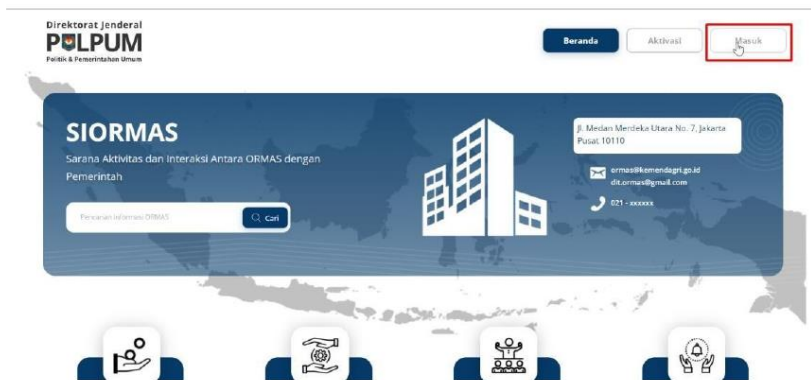 Direktorat Jenderal
POLPUM
Politik & Pemerintahan Umum
Beranda
Aktivasi
Masuk
SIORMAS
Sarana Aktivitas dan Interaksi Antara ORMAS dengan
Pemerintah
Pencarian Informasi ORMAS
Cari
Jl. Medan Merdeka Utara No. 7, Jakarta
Pusat 10110
ormas@kemendagri.go.id
dit.ormas@gmail.com
021 - xxxxxx